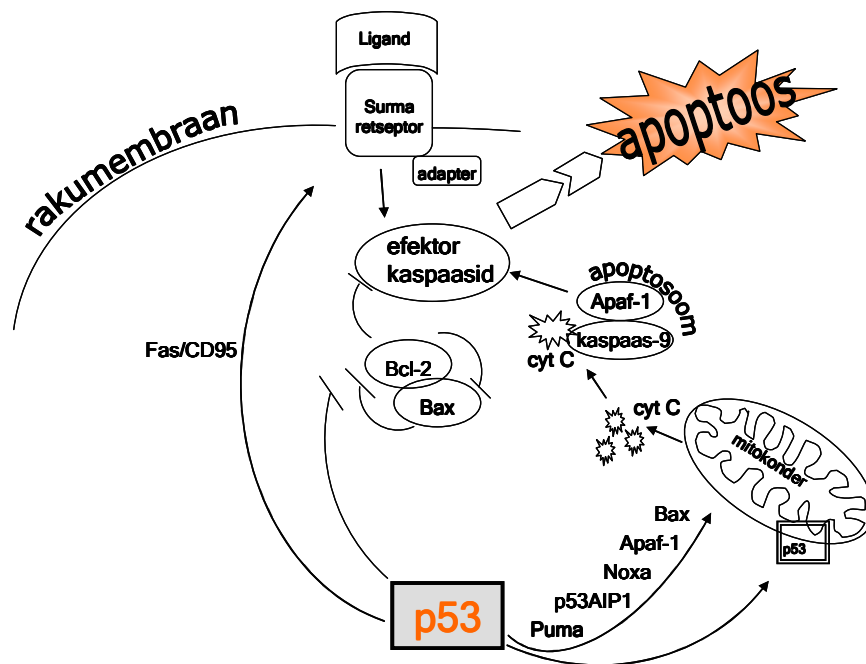 Ligand
Surma
retseptor
adapter
rakumembraan
apoptoos
efektor
kaspaasid
apoptosoom
Apaf-1
kaspaas-9
cyt C
Fas/CD95
Bcl-2
Bax
cyt C
mitokonder
p53
Bax
Apaf-1
Noxa
p53AIP1
Puma
p53